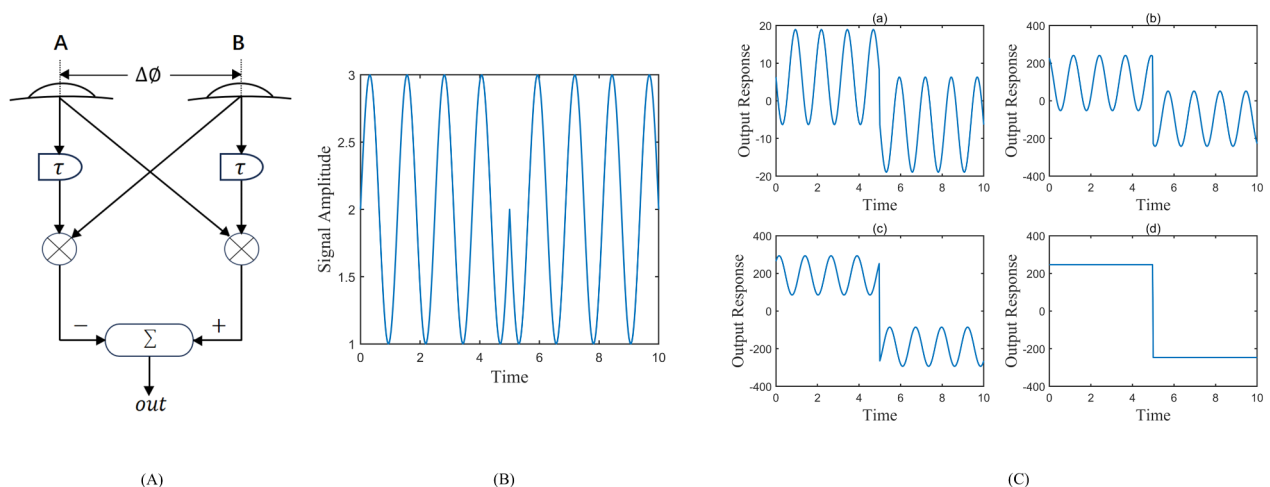 A B
Δø
τ τ
− Σ +
out
(A)
Signal Amplitude
3
2.5
2
1.5
1
0 2 4 6 8 10
Time
(B)
(a)
Output Response
20
10
0
-10
-20
0 2 4 6 8 10
Time
(b)
Output Response
400
200
0
-200
-400
0 2 4 6 8 10
Time
(c)
Output Response
400
200
0
-200
-400
0 2 4 6 8 10
Time
(d)
Output Response
400
200
0
-200
-400
0 2 4 6 8 10
Time
(C)